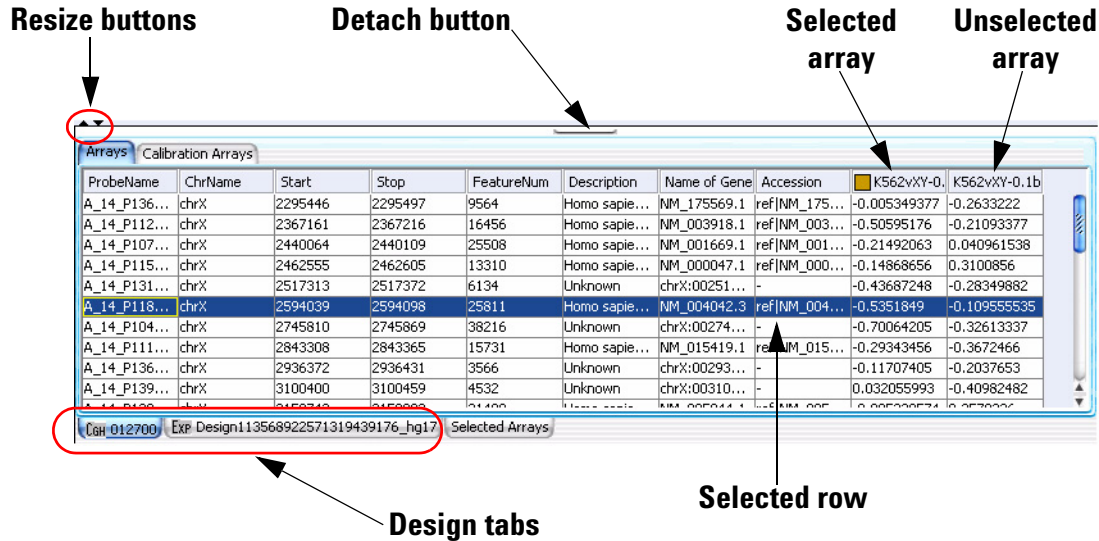 Resize buttons Detach button Selected array Unselected array
Arrays Calibration Arrays
ProbeName ChrName Start Stop FeatureNum Description Name of Gene Accession K562vXY-0. K562vXY-0.1b
A_14_P136... chrX 2295446 2295497 9564 Homo sapie... NM_175569.1 ref|NM_175... -0.005349377 -0.2633222
A_14_P112... chrX 2367161 2367216 16456 Homo sapie... NM_003918.1 ref|NM_003... -0.50595176 -0.21093377
A_14_P107... chrX 2440064 2440109 25508 Homo sapie... NM_001669.1 ref|NM_001... -0.21492063 0.040961538
A_14_P115... chrX 2462555 2462605 13310 Homo sapie... NM_000047.1 ref|NM_000... -0.14868656 0.3100856
A_14_P131... chrX 2517313 2517372 6134 Unknown chrX:00251... - -0.43687248 -0.28349882
A_14_P118... chrX 2594039 2594098 25811 Homo sapie... NM_004042.3 ref|NM_004... -0.5351849 -0.109555535
A_14_P104... chrX 2745810 2745869 38216 Unknown chrX:00274... - -0.70064205 -0.32613337
A_14_P111... chrX 2843308 2843365 15731 Homo sapie... NM_015419.1 ref|NM_015... -0.29343456 -0.3672466
A_14_P136... chrX 2936372 2936431 3566 Unknown chrX:00293... - -0.11707405 -0.2037653
A_14_P139... chrX 3100400 3100459 4532 Unknown chrX:00310... - 0.032055993 -0.40982482
CGH 012700 EXP Design1135689225713194391​76_hg17 Selected Arrays
Selected row
Design tabs